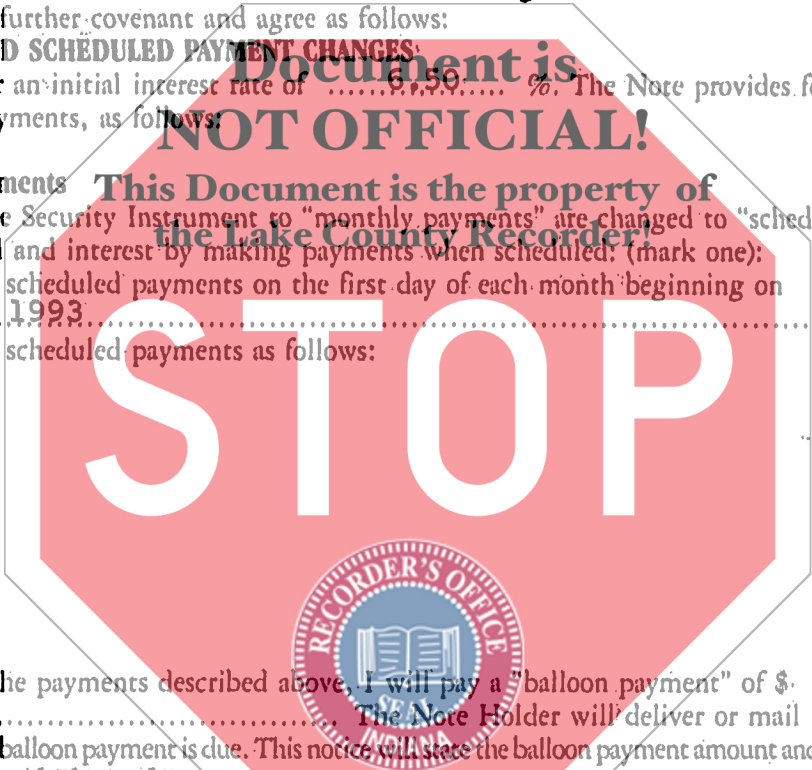 further covenant and agree as follows:
D SCHEDULED PAYMENT CHANGES
Document is
r an initial interest rate of ......6.50...... %. The Note provides f
yments, as follows:
NOT OFFICIAL!
ments
This Document is the property of
e Security Instrument to "monthly payments" are changed to "sched
the Lake County Recorder!
and interest by making payments when scheduled: (mark one):
scheduled payments on the first day of each month beginning on
1993
scheduled payments as follows:
STOP
RECORDER'S OFFICE
he payments described above, I will pay a "balloon payment" of $
SEAL
The Note Holder will deliver or mail
INDIANA
balloon payment is due. This notice will state the balloon payment amount and